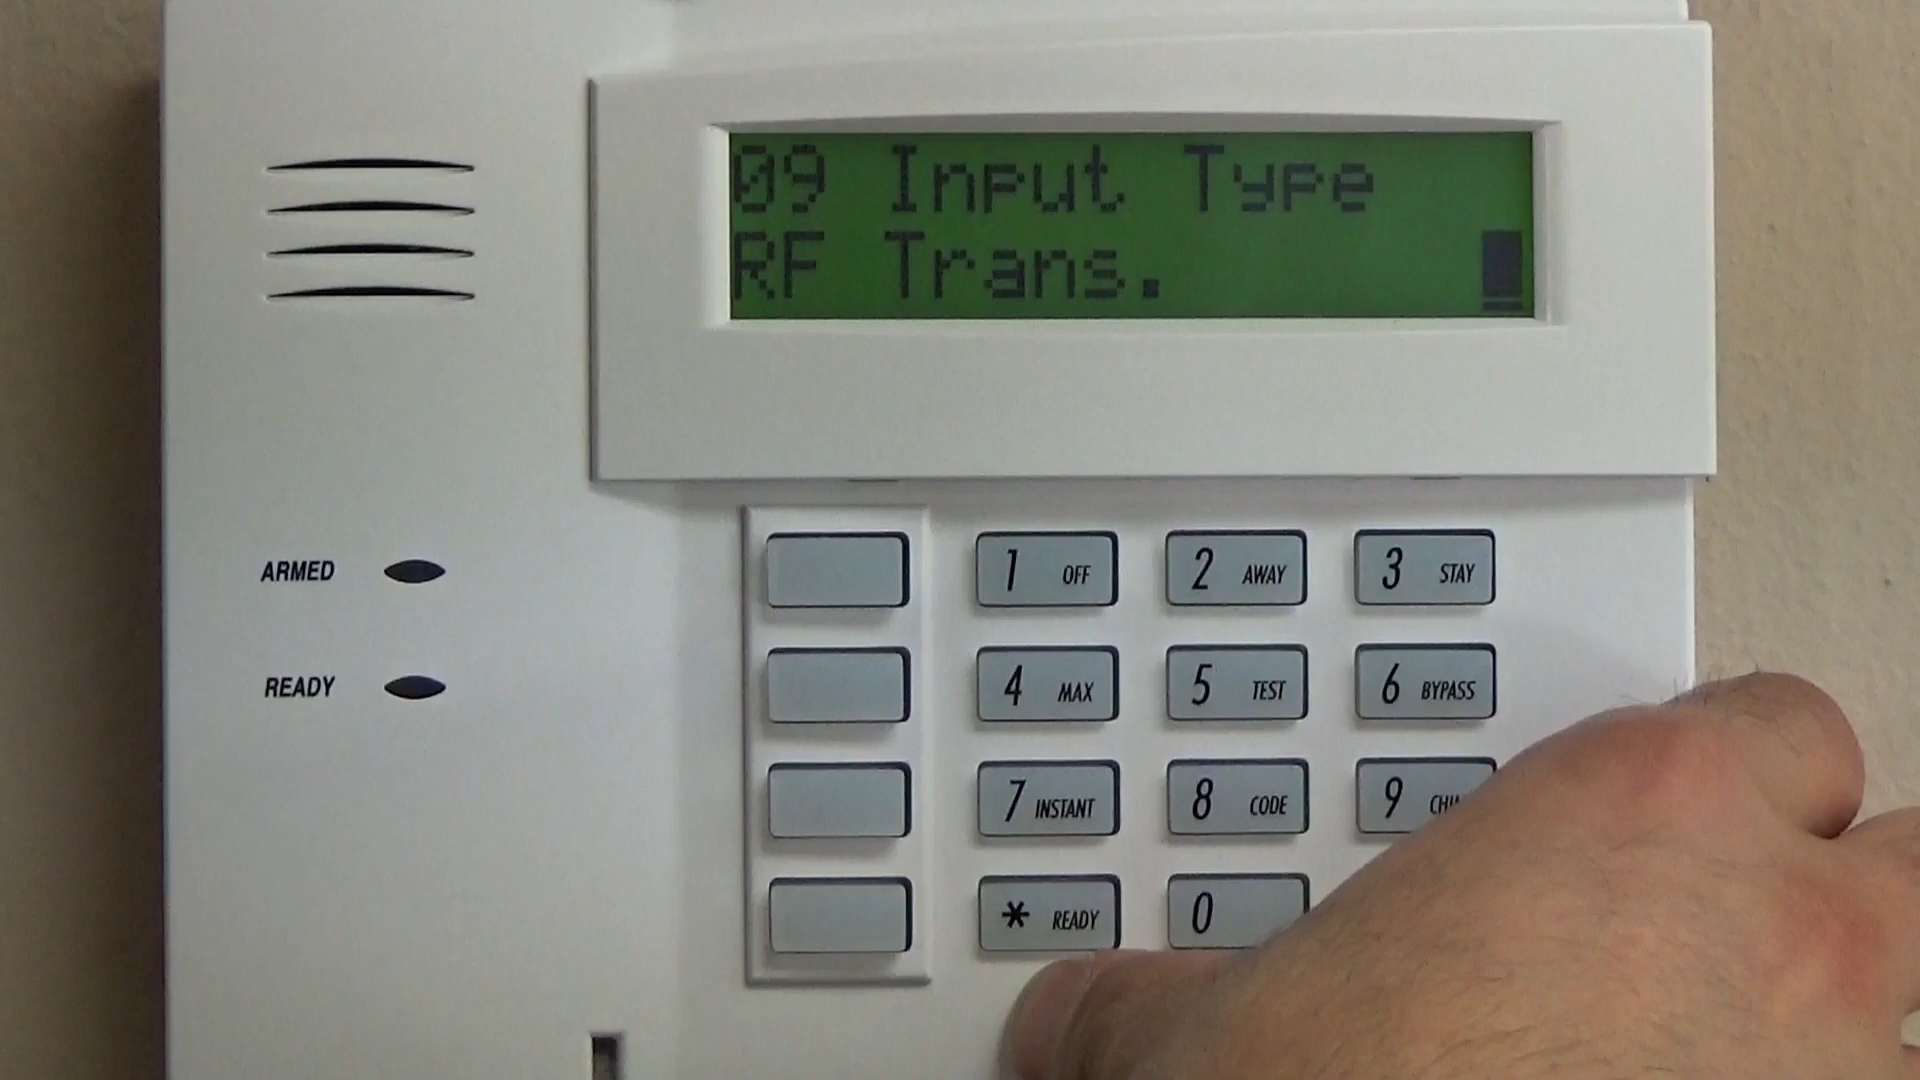 09 Input Type
RF Trans.
ARMED
READY
1 OFF
2 AWAY
3 STAY
4 MAX
5 TEST
6 BYPASS
7 INSTANT
8 CODE
9
* READY
0